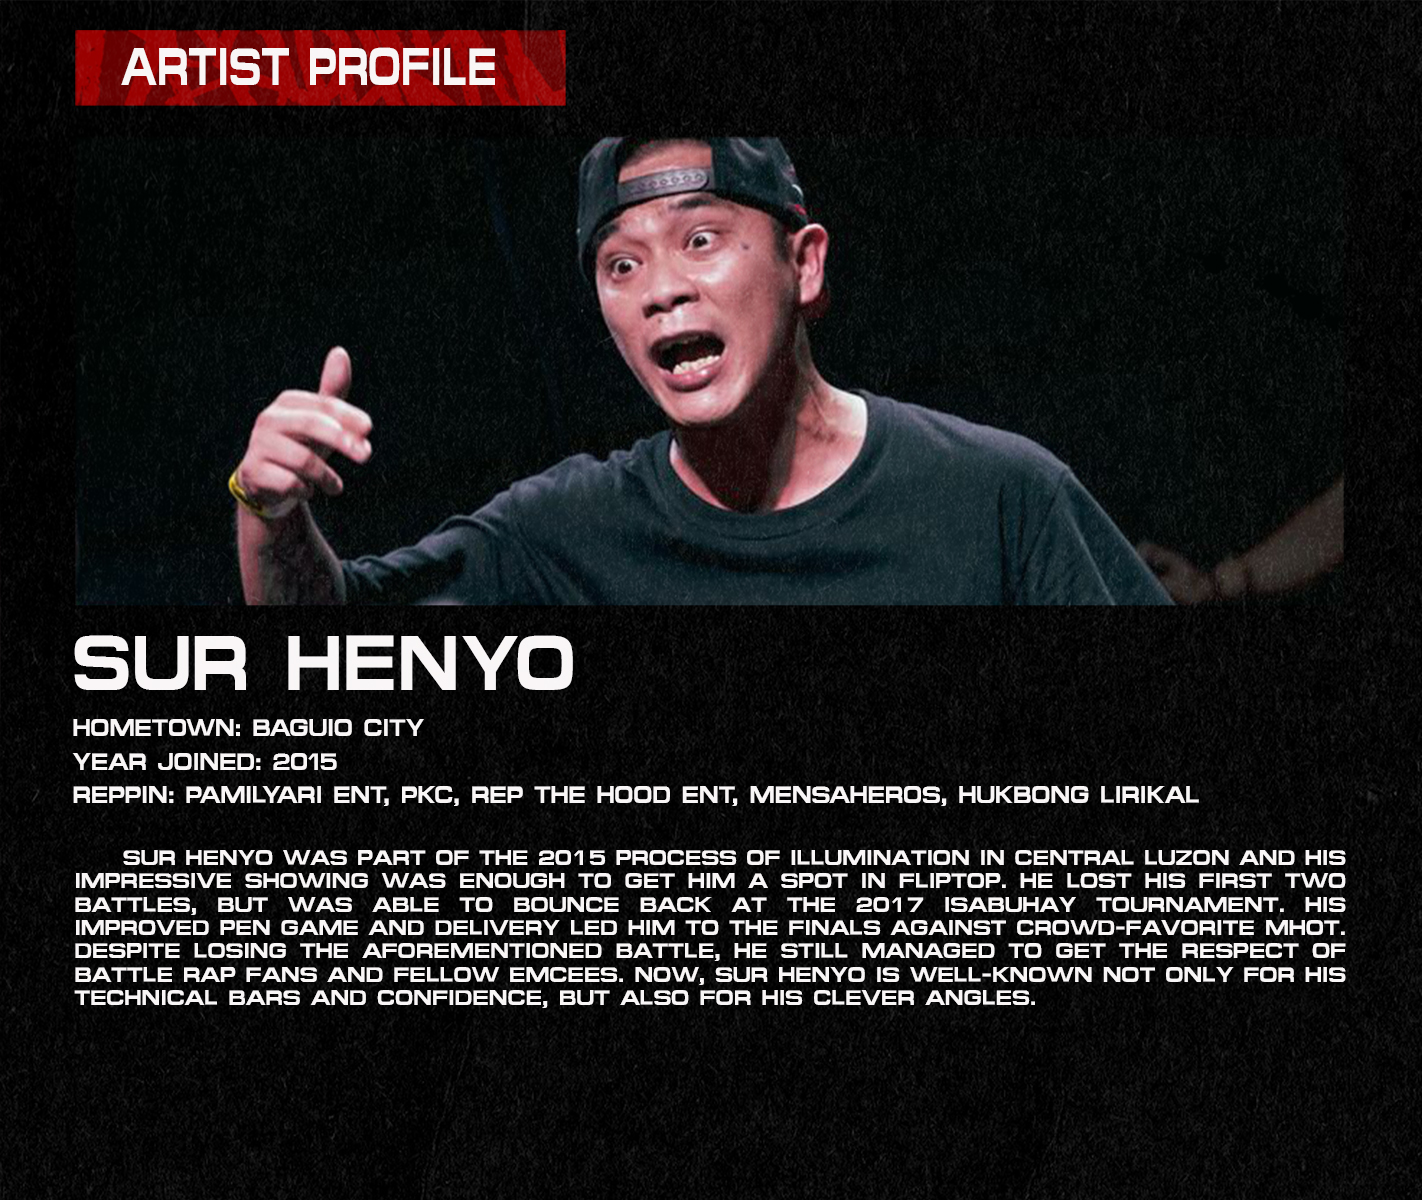 ARTIST PROFILE
SUR HENYO
HOMETOWN: BAGUIO CITY
YEAR JOINED: 2015
REPPIN: PAMILYARI ENT, PKC, REP THE HOOD ENT, MENSAHEROS, HUKBONG LIRIKAL
SUR HENYO WAS PART OF THE 2015 PROCESS OF ILLUMINATION IN CENTRAL LUZON AND HIS
IMPRESSIVE SHOWING WAS ENOUGH TO GET HIM A SPOT IN FLIPTOP. HE LOST HIS FIRST TWO
BATTLES, BUT WAS ABLE TO BOUNCE BACK AT THE 2017 ISABUHAY TOURNAMENT. HIS
IMPROVED PEN GAME AND DELIVERY LED HIM TO THE FINALS AGAINST CROWD-FAVORITE MHOT.
DESPITE LOSING THE AFOREMENTIONED BATTLE, HE STILL MANAGED TO GET THE RESPECT OF
BATTLE RAP FANS AND FELLOW EMCEES. NOW, SUR HENYO IS WELL-KNOWN NOT ONLY FOR HIS
TECHNICAL BARS AND CONFIDENCE, BUT ALSO FOR HIS CLEVER ANGLES.